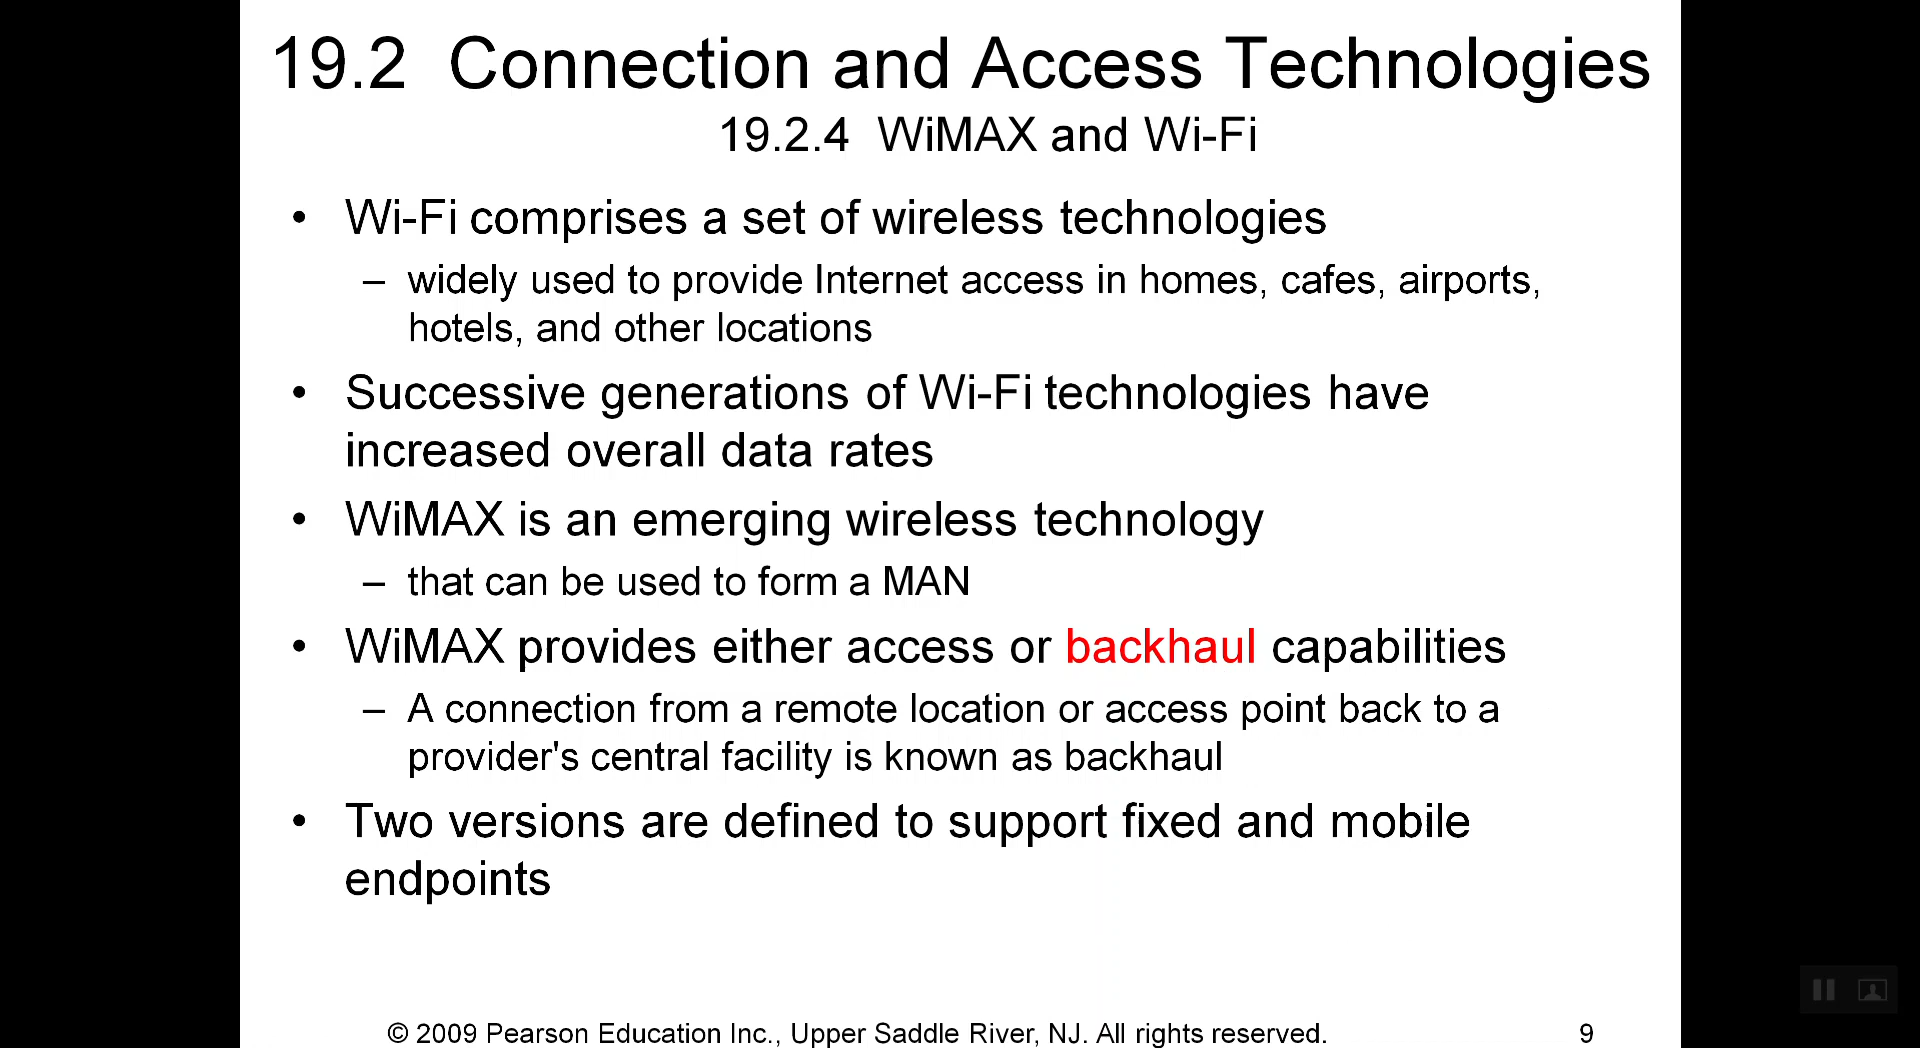 19.2 Connection and Access Technologies
19.2.4 WiMAX and Wi-Fi
• Wi-Fi comprises a set of wireless technologies
– widely used to provide Internet access in homes, cafes, airports,
hotels, and other locations
• Successive generations of Wi-Fi technologies have
increased overall data rates
• WiMAX is an emerging wireless technology
– that can be used to form a MAN
• WiMAX provides either access or backhaul capabilities
– A connection from a remote location or access point back to a
provider's central facility is known as backhaul
• Two versions are defined to support fixed and mobile
endpoints
© 2009 Pearson Education Inc., Upper Saddle River, NJ. All rights reserved. 9